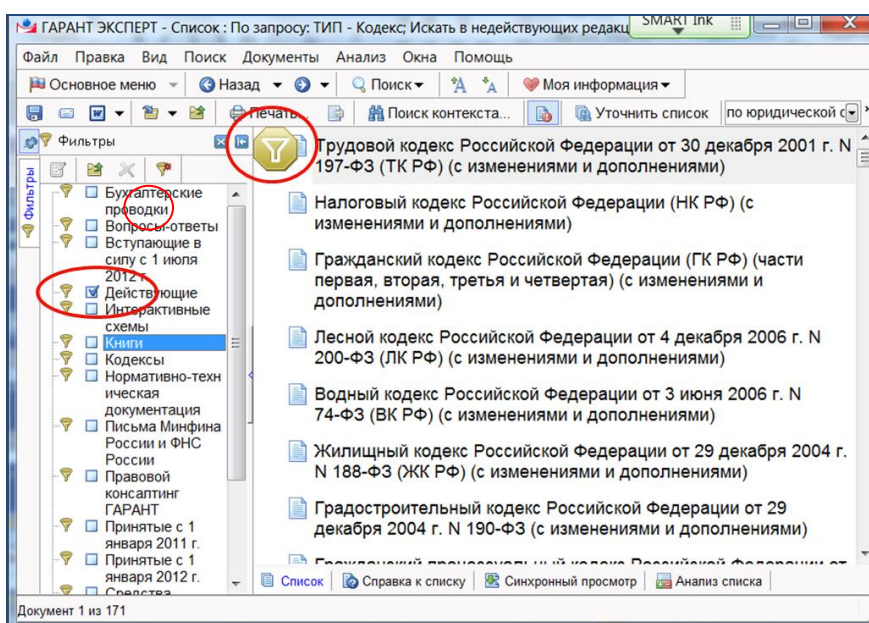 ГАРАНТ ЭКСПЕРТ - Список : По запросу: ТИП - Кодекс; Искать в недействующих редакц
SMART Ink
Файл Правка Вид Поиск Документы Анализ Окна Помощь
Основное меню Назад Поиск Моя информация
Печать... Поиск контекста... Уточнить список по юридической с
Фильтры
Фильтры
Бухгалтерские
проводки
Вопросы-ответы
Вступающие в
силу с 1 июля
2012 г.
Действующие
Интерактивные
схемы
Книги
Кодексы
Нормативно-техн
ическая
документация
Письма Минфина
России и ФНС
России
Правовой
консалтинг
ГАРАНТ
Принятые с 1
января 2011 г.
Принятые с 1
января 2012 г.
Средства
Трудовой кодекс Российской Федерации от 30 декабря 2001 г. N
197-ФЗ (ТК РФ) (с изменениями и дополнениями)
Налоговый кодекс Российской Федерации (НК РФ) (с
изменениями и дополнениями)
Гражданский кодекс Российской Федерации (ГК РФ) (части
первая, вторая, третья и четвертая) (с изменениями и
дополнениями)
Лесной кодекс Российской Федерации от 4 декабря 2006 г. N
200-ФЗ (ЛК РФ) (с изменениями и дополнениями)
Водный кодекс Российской Федерации от 3 июня 2006 г. N
74-ФЗ (ВК РФ) (с изменениями и дополнениями)
Жилищный кодекс Российской Федерации от 29 декабря 2004 г.
N 188-ФЗ (ЖК РФ) (с изменениями и дополнениями)
Градостроительный кодекс Российской Федерации от 29
декабря 2004 г. N 190-ФЗ (с изменениями и дополнениями)
Гражданский процессуальный кодекс Российской Федерации от
Список Справка к списку Синхронный просмотр Анализ списка
Документ 1 из 171